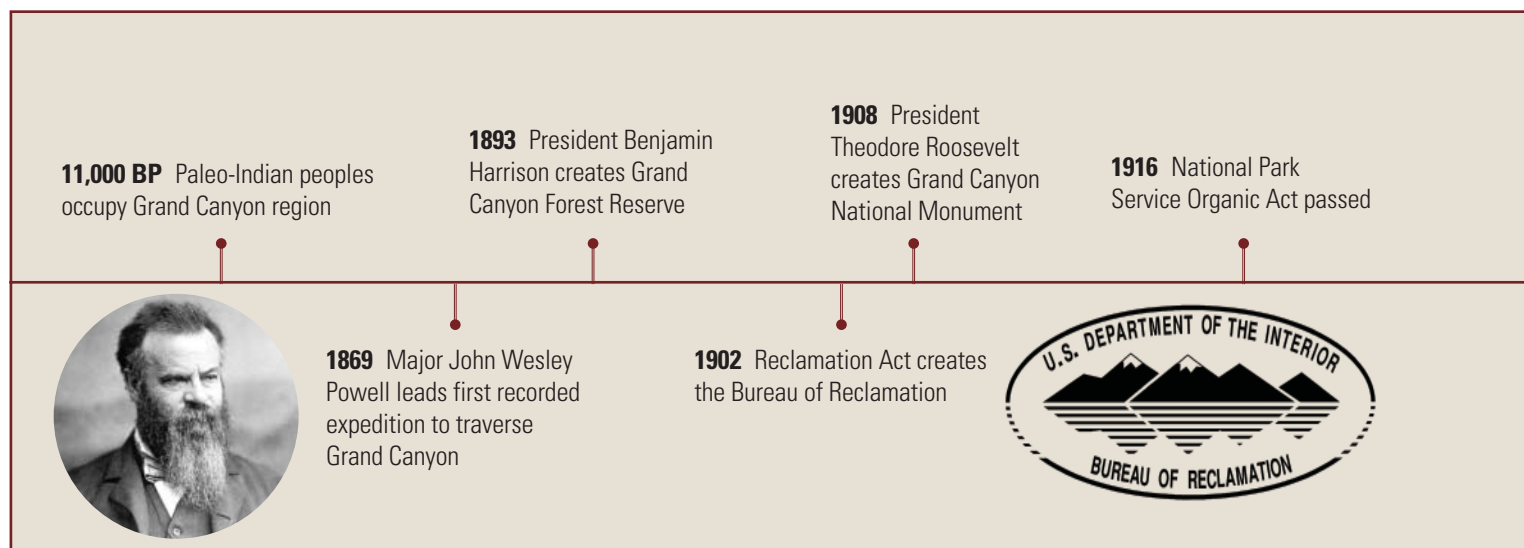 11,000 BP Paleo-Indian peoples
occupy Grand Canyon region
1869 Major John Wesley
Powell leads first recorded
expedition to traverse
Grand Canyon
1893 President Benjamin
Harrison creates Grand
Canyon Forest Reserve
1902 Reclamation Act creates
the Bureau of Reclamation
1908 President
Theodore Roosevelt
creates Grand Canyon
National Monument
1916 National Park
Service Organic Act passed
U.S. DEPARTMENT OF THE INTERIOR
BUREAU OF RECLAMATION